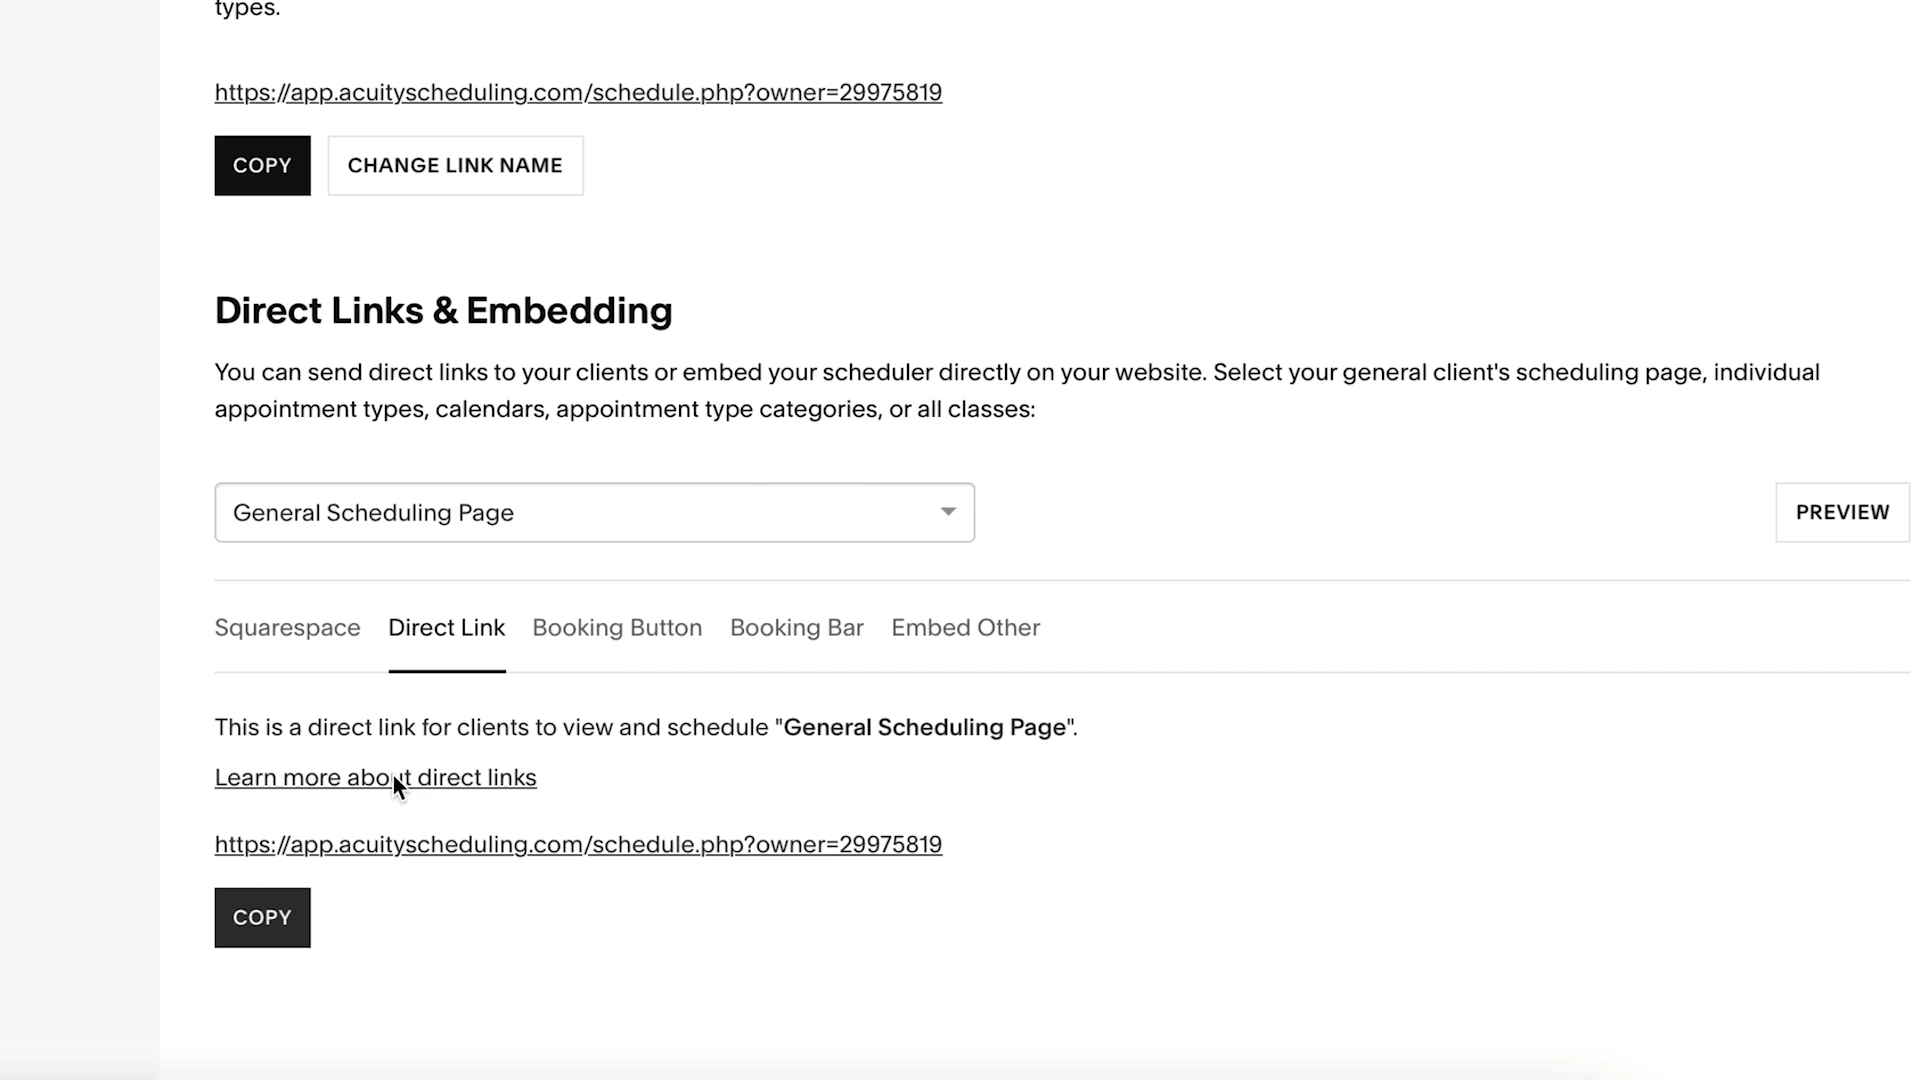 types.
https://app.acuityscheduling.com/schedule.php?owner=29975819
COPY
CHANGE LINK NAME
Direct Links & Embedding
You can send direct links to your clients or embed your scheduler directly on your website. Select your general client's scheduling page, individual
appointment types, calendars, appointment type categories, or all classes:
General Scheduling Page
PREVIEW
Squarespace
Direct Link
Booking Button
Booking Bar
Embed Other
This is a direct link for clients to view and schedule "General Scheduling Page".
Learn more about direct links
https://app.acuityscheduling.com/schedule.php?owner=29975819
COPY